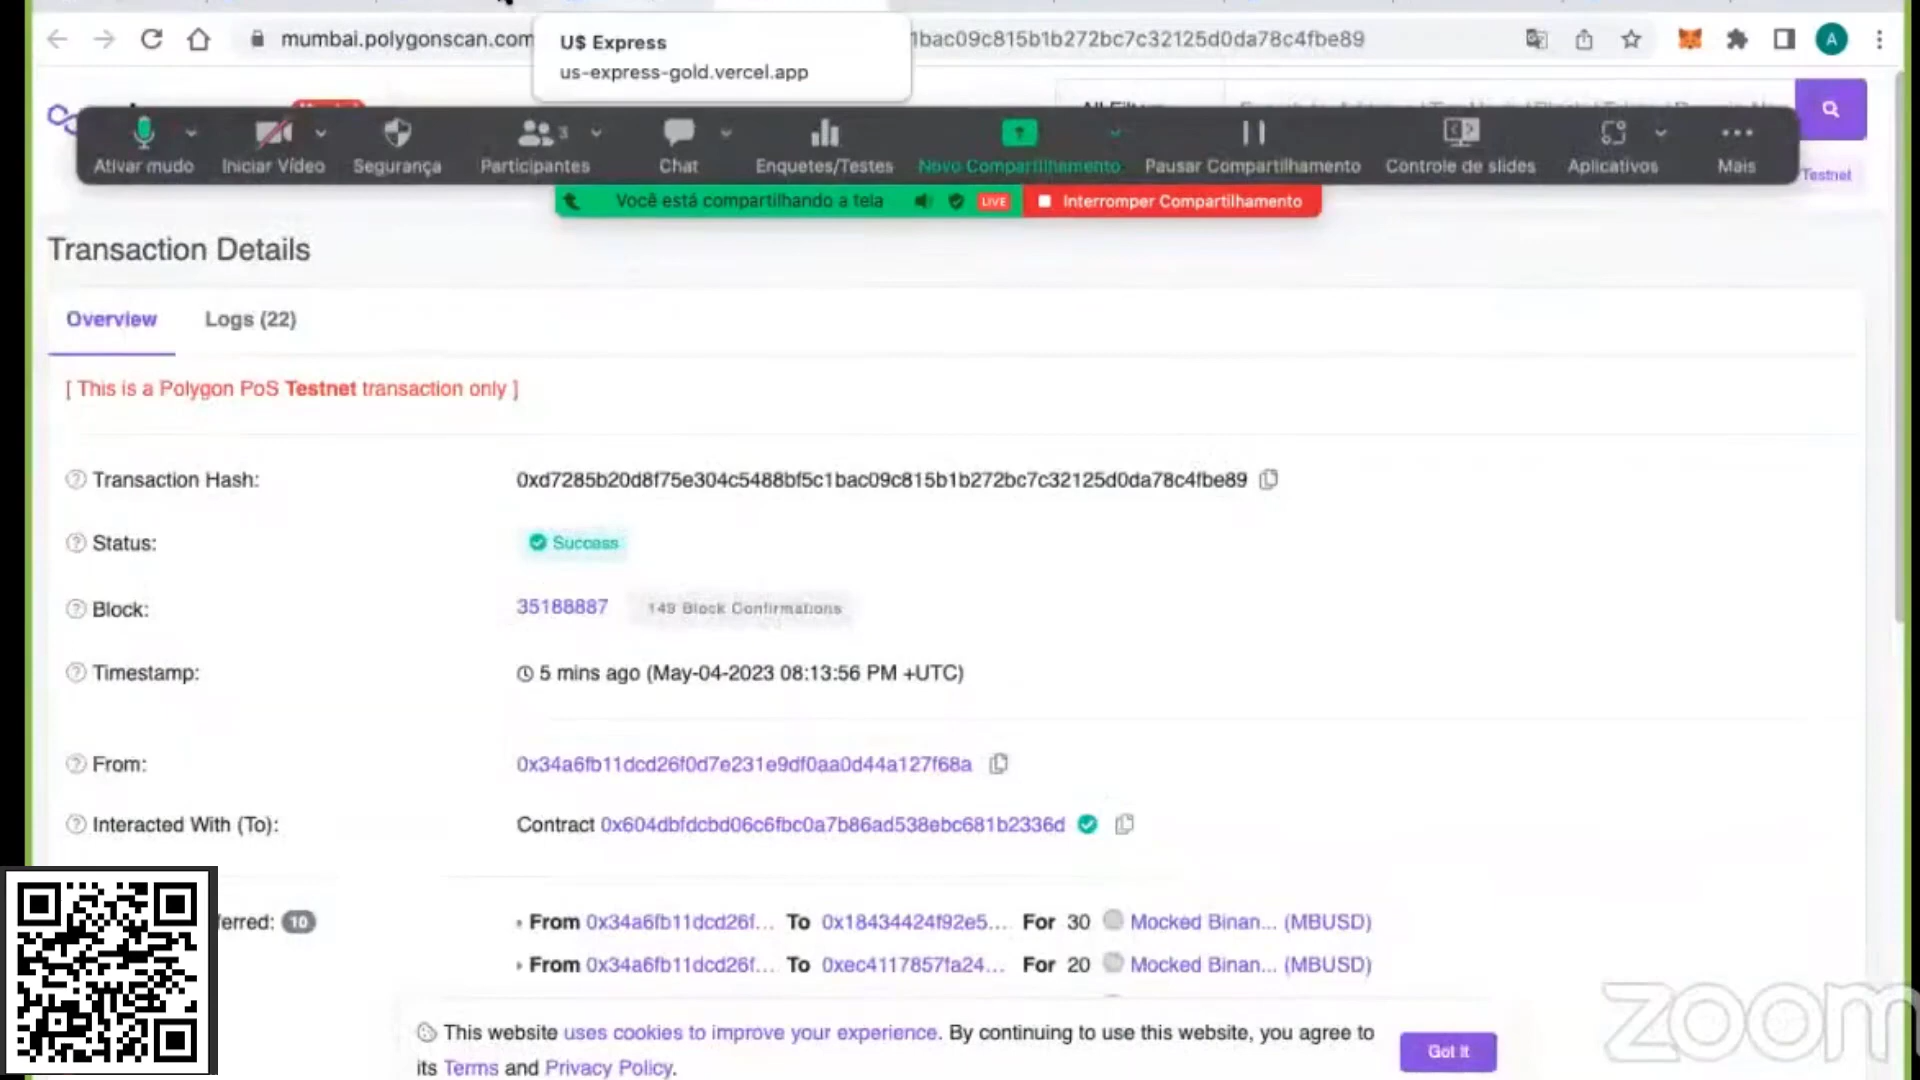 mumbai.polygonscan.com
1bac09c815b1b272bc7c32125d0da78c4fbe89
A
U$ Express
us-express-gold.vercel.app
Ativar mudo
Iniciar Vídeo
Segurança
3
Participantes
Chat
Enquetes/Testes
Novo Compartilhamento
Pausar Compartilhamento
Controle de slides
Aplicativos
Mais
Testnet
Você está compartilhando a tela
LIVE
Interromper Compartilhamento
Transaction Details
Overview
Logs (22)
[ This is a Polygon PoS Testnet transaction only ]
Transaction Hash:
0xd7285b20d8f75e304c5488bf5c1bac09c815b1b272bc7c32125d0da78c4fbe89
Status:
Success
Block:
35188887
149 Block Confirmations
Timestamp:
5 mins ago (May-04-2023 08:13:56 PM +UTC)
From:
0x34a6fb11dcd26f0d7e231e9df0aa0d44a127f68a
Interacted With (To):
Contract 0x604dbfdcbd06c6fbc0a7b86ad538ebc681b2336d
ferred: 10
From 0x34a6fb11dcd26f... To 0x18434424f92e5... For 30 Mocked Binan... (MBUSD)
From 0x34a6fb11dcd26f... To 0xec4117857fa24... For 20 Mocked Binan... (MBUSD)
This website uses cookies to improve your experience. By continuing to use this website, you agree to
its Terms and Privacy Policy.
Got it
zoom